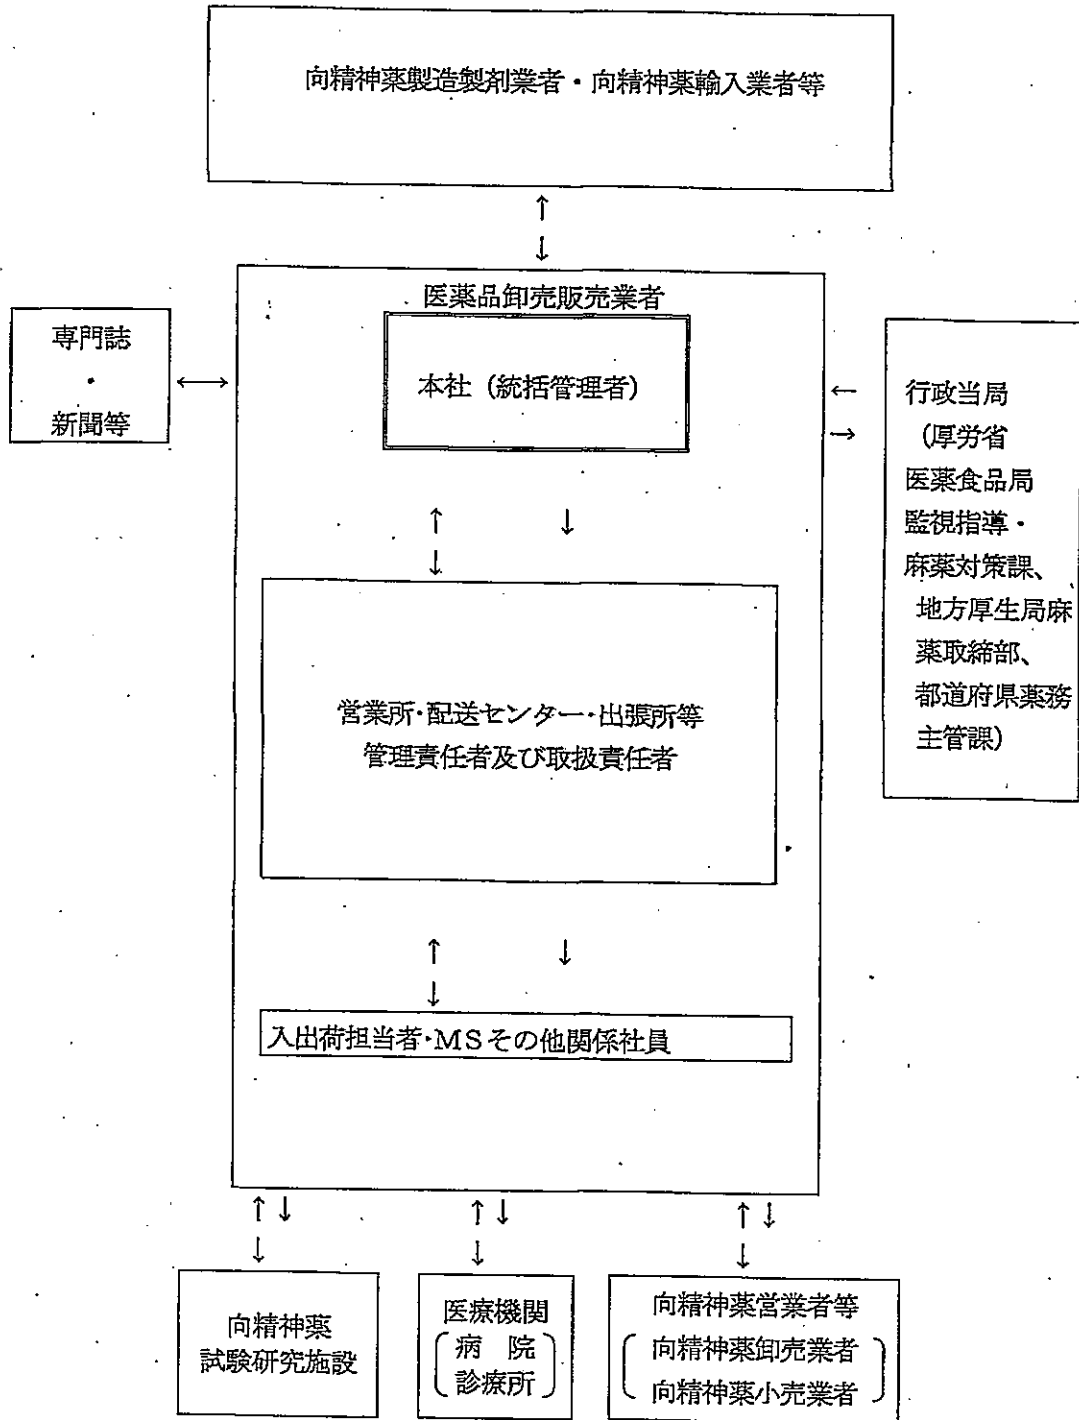 向精神薬製造製剤業者・向精神薬輸入業者等
↑
↓
医薬品卸売販売業者
本社（統括管理者）
専門誌
・
新聞等
←→
←
→
行政当局
（厚労省
医薬食品局
監視指導・
麻薬対策課、
地方厚生局麻
薬取締部、
都道府県薬務
主管課）
↑ ↓
↓
営業所・配送センター・出張所等
管理責任者及び取扱責任者
↑ ↓
↓
入出荷担当者・MSその他関係社員
↑↓ ↑↓ ↑↓
↓ ↓ ↓
向精神薬
試験研究施設
医療機関
病 院
診療所
向精神薬営業者等
向精神薬卸売業者
向精神薬小売業者